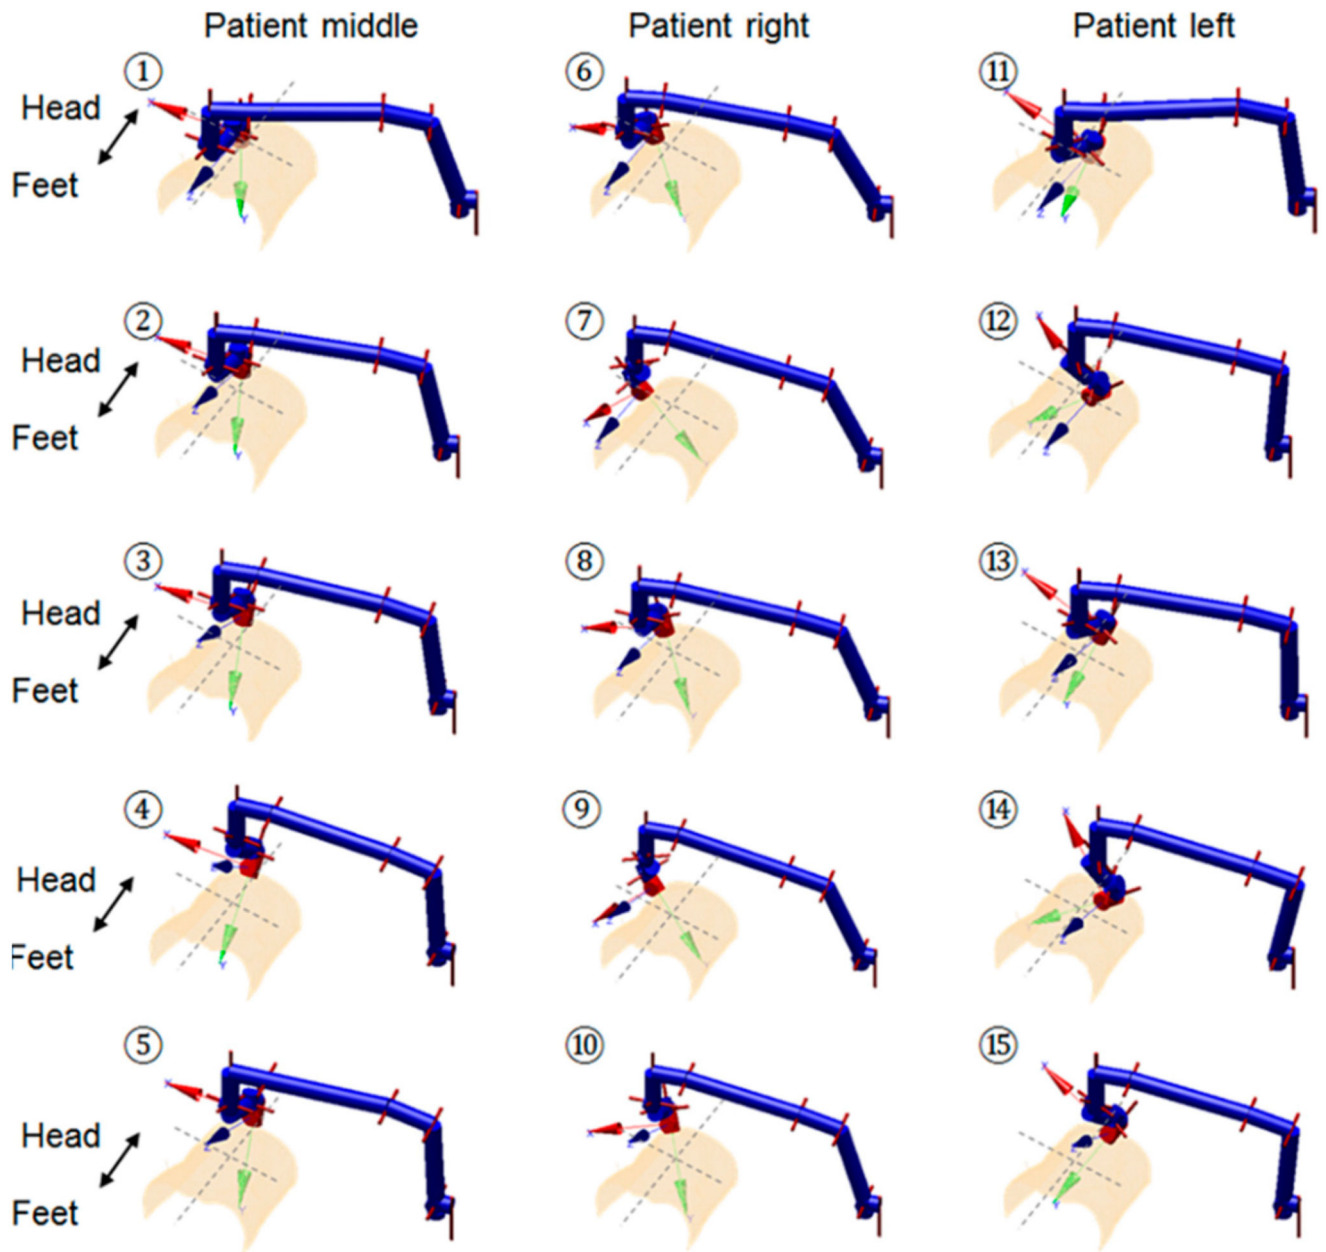 Patient middle Patient right Patient left
① ⑥ ⑪
Head
Feet
② ⑦ ⑫
Head
Feet
③ ⑧ ⑬
Head
Feet
④ ⑨ ⑭
Head
Feet
⑤ ⑩ ⑮
Head
Feet